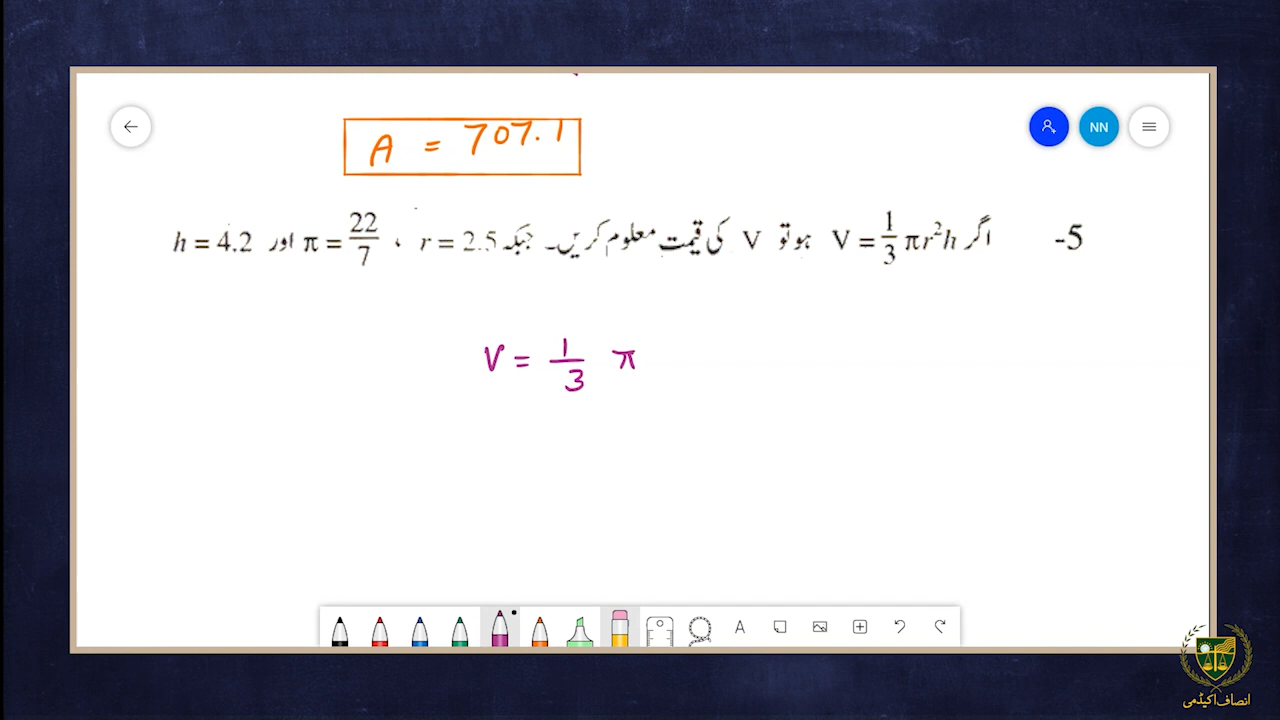 A = 707.1
NN
-5 اگر V = 1/3 πr²h ہو تو V کی قیمت معلوم کریں۔ جبکہ r = 2.5 ، π = 22/7 اور h = 4.2
V = 1/3 π
A
انصاف اکیڈمی